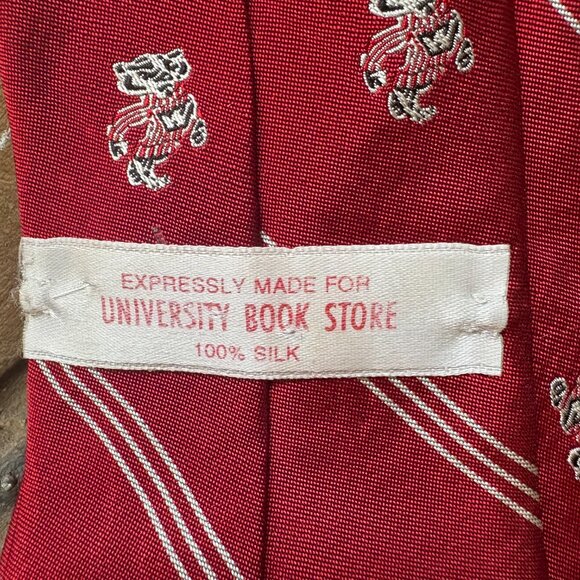 W
W
EXPRESSLY MADE FOR
UNIVERSITY BOOK STORE
100% SILK